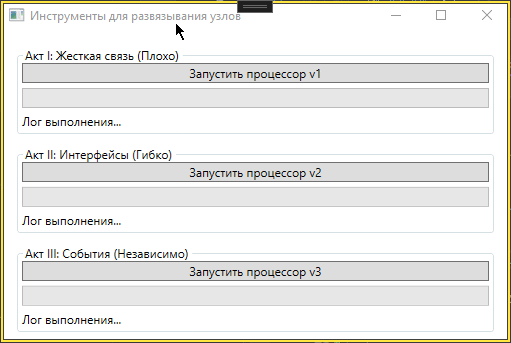 Инструменты для развязывания узлов
Акт I: Жесткая связь (Плохо)
Запустить процессор v1
Лог выполнения...
Акт II: Интерфейсы (Гибко)
Запустить процессор v2
Лог выполнения...
Акт III: События (Независимо)
Запустить процессор v3
Лог выполнения...